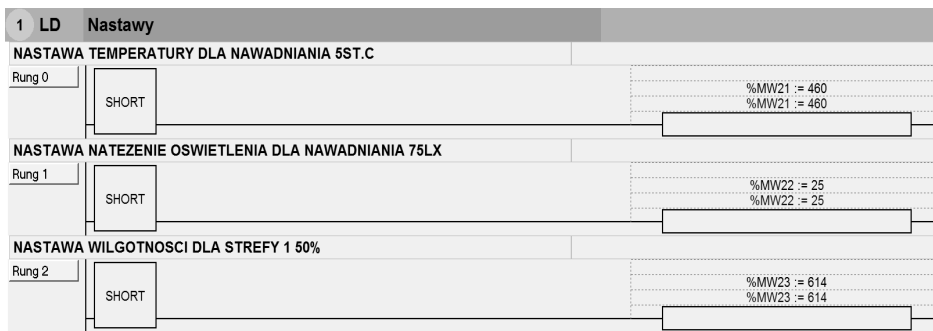 1 LD Nastawy
NASTAWA TEMPERATURY DLA NAWADNIANIA 5ST.C
Rung 0
SHORT
%MW21 := 460
%MW21 := 460
NASTAWA NATEZENIE OSWIETLENIA DLA NAWADNIANIA 75LX
Rung 1
SHORT
%MW22 := 25
%MW22 := 25
NASTAWA WILGOTNOSCI DLA STREFY 1 50%
Rung 2
SHORT
%MW23 := 614
%MW23 := 614